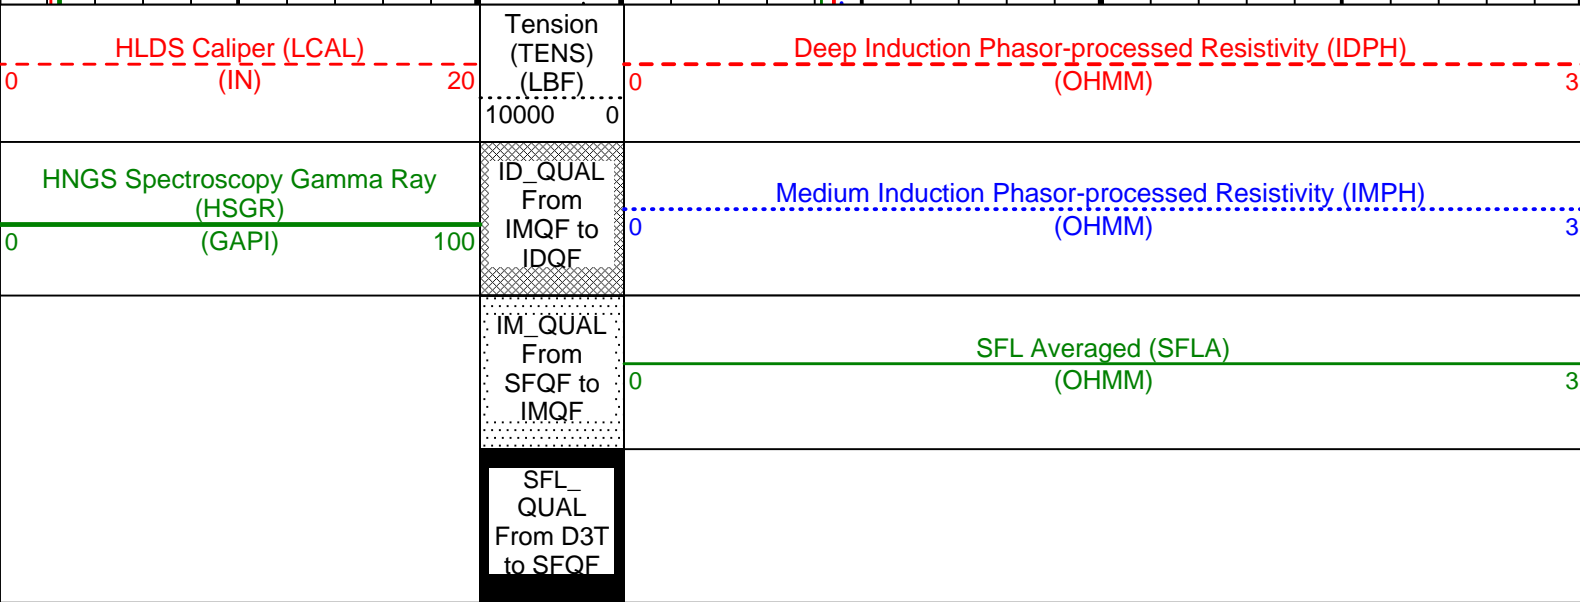 HLDS Caliper (LCAL)
(IN)
0
20
Tension
(TENS)
(LBF)
10000
0
Deep Induction Phasor-processed Resistivity (IDPH)
(OHMM)
0
3
HNGS Spectroscopy Gamma Ray
(HSGR)
(GAPI)
0
100
ID_QUAL
From
IMQF to
IDQF
Medium Induction Phasor-processed Resistivity (IMPH)
(OHMM)
0
3
IM_QUAL
From
SFQF to
IMQF
SFL Averaged (SFLA)
(OHMM)
0
3
SFL_
QUAL
From D3T
to SFQF